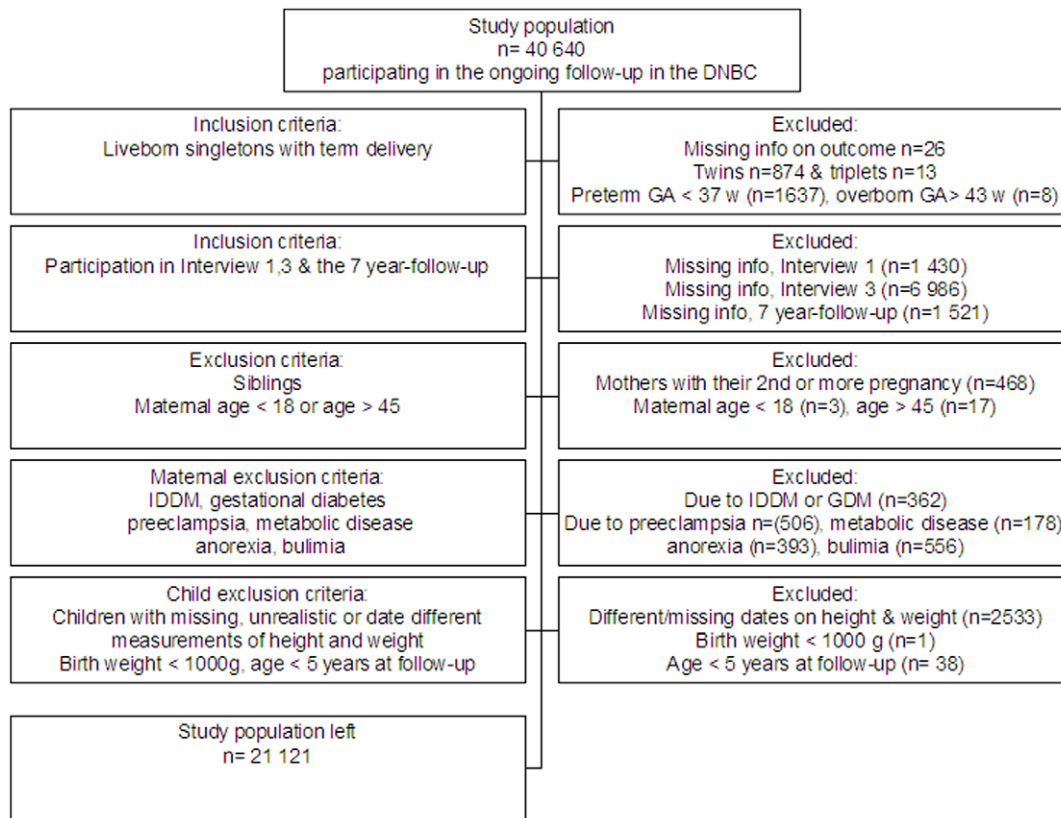 Study population
n= 40 640
participating in the ongoing follow-up in the DNBC
Inclusion criteria:
Liveborn singletons with term delivery
Excluded:
Missing info on outcome n=26
Twins n=874 & triplets n=13
Preterm GA < 37 w (n=1637), overborn GA> 43 w (n=8)
Inclusion criteria:
Participation in Interview 1,3 & the 7 year-follow-up
Excluded:
Missing info, Interview 1 (n=1 430)
Missing info, Interview 3 (n=6 986)
Missing info, 7 year-follow-up (n=1 521)
Exclusion criteria:
Siblings
Maternal age < 18 or age > 45
Excluded:
Mothers with their 2nd or more pregnancy (n=468)
Maternal age < 18 (n=3), age > 45 (n=17)
Maternal exclusion criteria:
IDDM, gestational diabetes
preeclampsia, metabolic disease
anorexia, bulimia
Excluded:
Due to IDDM or GDM (n=362)
Due to preeclampsia n=(506), metabolic disease (n=178)
anorexia (n=393), bulimia (n=556)
Child exclusion criteria:
Children with missing, unrealistic or date different
measurements of height and weight
Birth weight < 1000g, age < 5 years at follow-up
Excluded:
Different/missing dates on height & weight (n=2533)
Birth weight < 1000 g (n=1)
Age < 5 years at follow-up (n= 38)
Study population left
n= 21 121